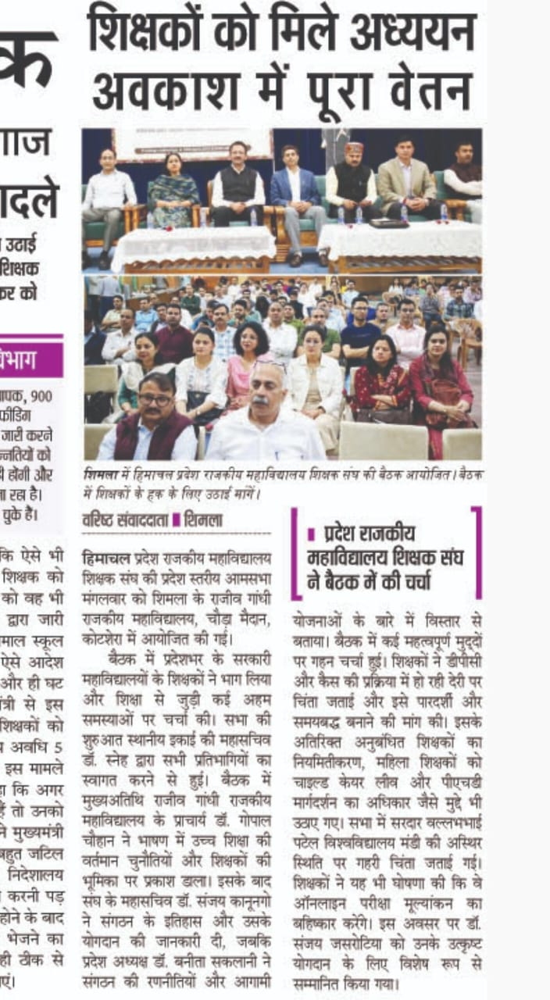 क
गाज
ादले
उठाई
शिक्षक
कर को
वेभाग
ापक, 900
फीडिंग
जारी करने
न्नतियों को
ही होंगी और
ा रहा है।
चुके है।
के ऐसे भी
शिक्षक को
को वह भी
द्वारा जारी
माल स्कूल
ऐसे आदेश
और ही घट
त्री से इस
शिक्षकों को
अवधि 5
इस मामले
हा कि अगर
हैं तो उनको
ने मुख्यमंत्री
बहुत जटिल
निदेशालय
करनी पड़
होने के बाद
भेजने का
ही ठीक से
एं।
शिक्षकों को मिले अध्ययन
अवकाश में पूरा वेतन
शिमला में हिमाचल प्रदेश राजकीय महाविद्यालय शिक्षक संघ की बैठक आयोजित। बैठक
में शिक्षकों के हक के लिए उठाई मांगें।
वरिष्ठ संवाददाता ▮ शिमला
हिमाचल प्रदेश राजकीय महाविद्यालय
शिक्षक संघ की प्रदेश स्तरीय आमसभा
मंगलवार को शिमला के राजीव गांधी
राजकीय महाविद्यालय, चौड़ा मैदान,
कोटशेरा में आयोजित की गई।
बैठक में प्रदेशभर के सरकारी
महाविद्यालयों के शिक्षकों ने भाग लिया
और शिक्षा से जुड़ी कई अहम
समस्याओं पर चर्चा की। सभा की
शुरुआत स्थानीय इकाई की महासचिव
डॉ. स्नेह द्वारा सभी प्रतिभागियों का
स्वागत करने से हुई। बैठक में
मुख्यअतिथि राजीव गांधी राजकीय
महाविद्यालय के प्राचार्य डॉ. गोपाल
चौहान ने भाषण में उच्च शिक्षा की
वर्तमान चुनौतियों और शिक्षकों की
भूमिका पर प्रकाश डाला। इसके बाद
संघ के महासचिव डॉ. संजय कानूनगो
ने संगठन के इतिहास और उसके
योगदान की जानकारी दी, जबकि
प्रदेश अध्यक्ष डॉ. बनीता सकलानी ने
संगठन की रणनीतियों और आगामी
▮ प्रदेश राजकीय
महाविद्यालय शिक्षक संघ
ने बैठक में की चर्चा
योजनाओं के बारे में विस्तार से
बताया। बैठक में कई महत्वपूर्ण मुद्दों
पर गहन चर्चा हुई। शिक्षकों ने डीपीसी
और कैस की प्रक्रिया में हो रही देरी पर
चिंता जताई और इसे पारदर्शी और
समयबद्ध बनाने की मांग की। इसके
अतिरिक्त अनुबंधित शिक्षकों का
नियमितीकरण, महिला शिक्षकों को
चाइल्ड केयर लीव और पीएचडी
मार्गदर्शन का अधिकार जैसे मुद्दे भी
उठाए गए। सभा में सरदार वल्लभभाई
पटेल विश्वविद्यालय मंडी की अस्थिर
स्थिति पर गहरी चिंता जताई गई।
शिक्षकों ने यह भी घोषणा की कि वे
ऑनलाइन परीक्षा मूल्यांकन का
बहिष्कार करेंगे। इस अवसर पर डॉ.
संजय जसरोटिया को उनके उत्कृष्ट
योगदान के लिए विशेष रूप से
सम्मानित किया गया।